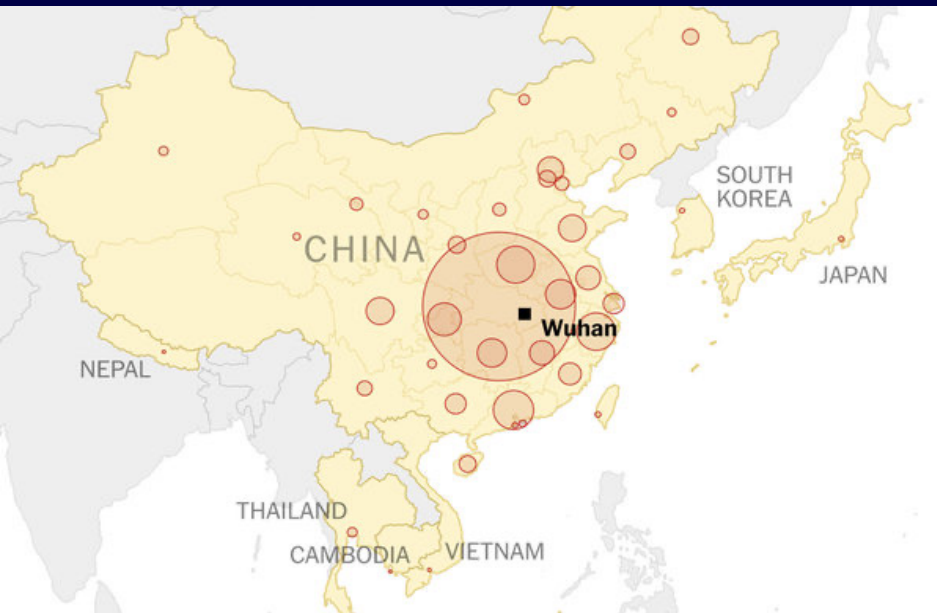 SOUTH
KOREA
CHINA
JAPAN
Wuhan
NEPAL
THAILAND
CAMBODIA
VIETNAM